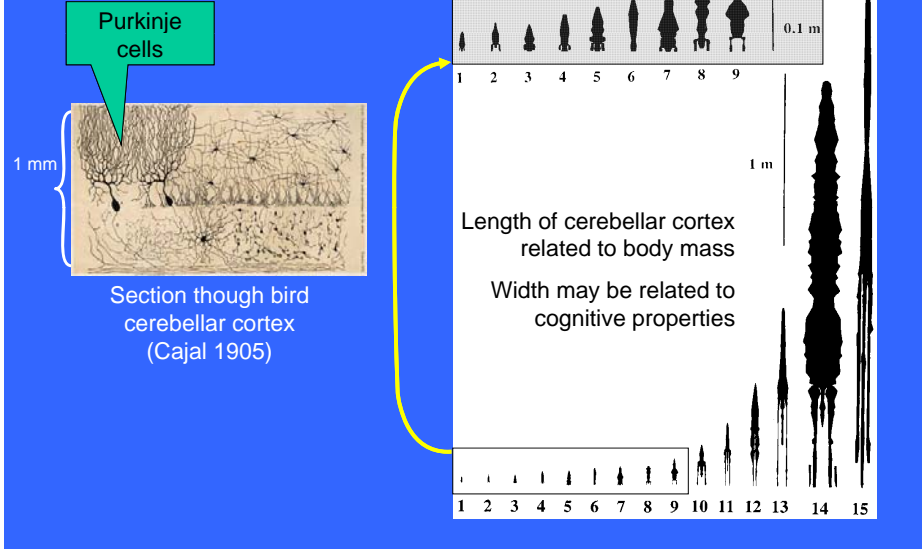 Purkinje
cells
1 mm
Section though bird
cerebellar cortex
(Cajal 1905)
0.1 m
1 2 3 4 5 6 7 8 9
1 m
Length of cerebellar cortex
related to body mass
Width may be related to
cognitive properties
1 2 3 4 5 6 7 8 9 10 11 12 13 14 15